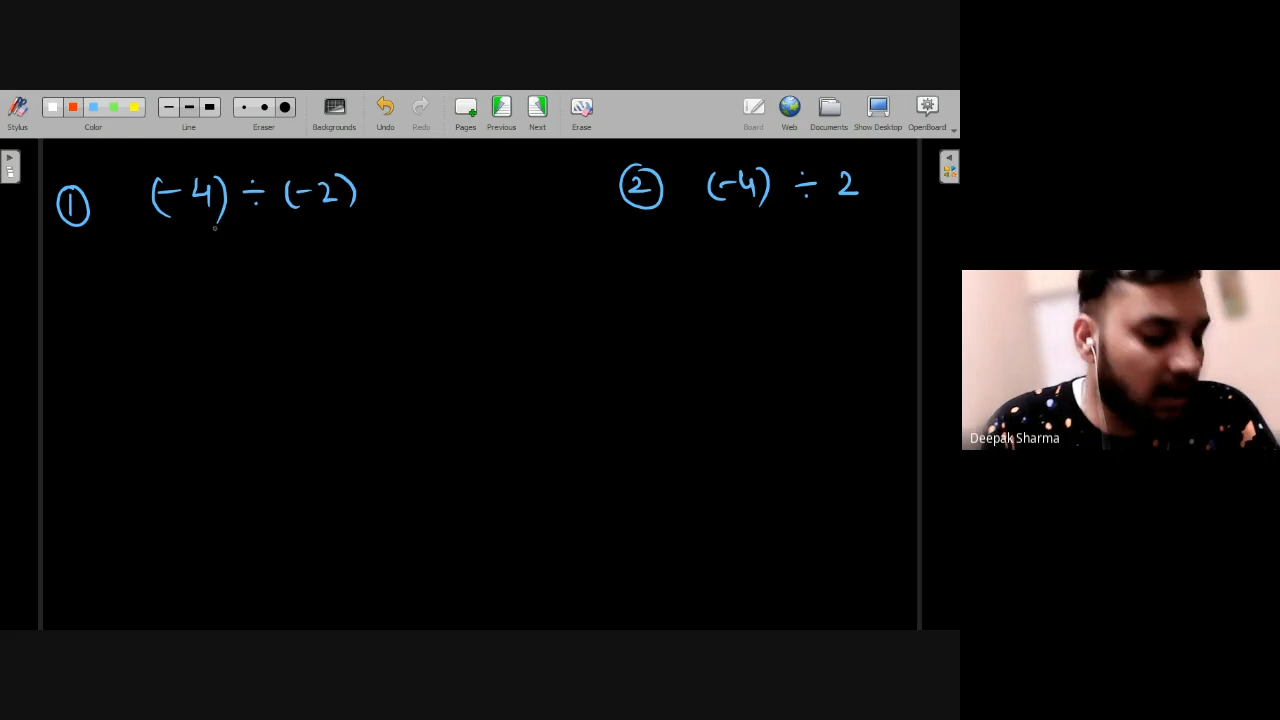 Stylus Color Line Eraser Backgrounds Undo Redo Pages Previous Next Erase Board Web Documents Show Desktop OpenBoard
① (-4) ÷ (-2) ② (-4) ÷ 2
Deepak Sharma